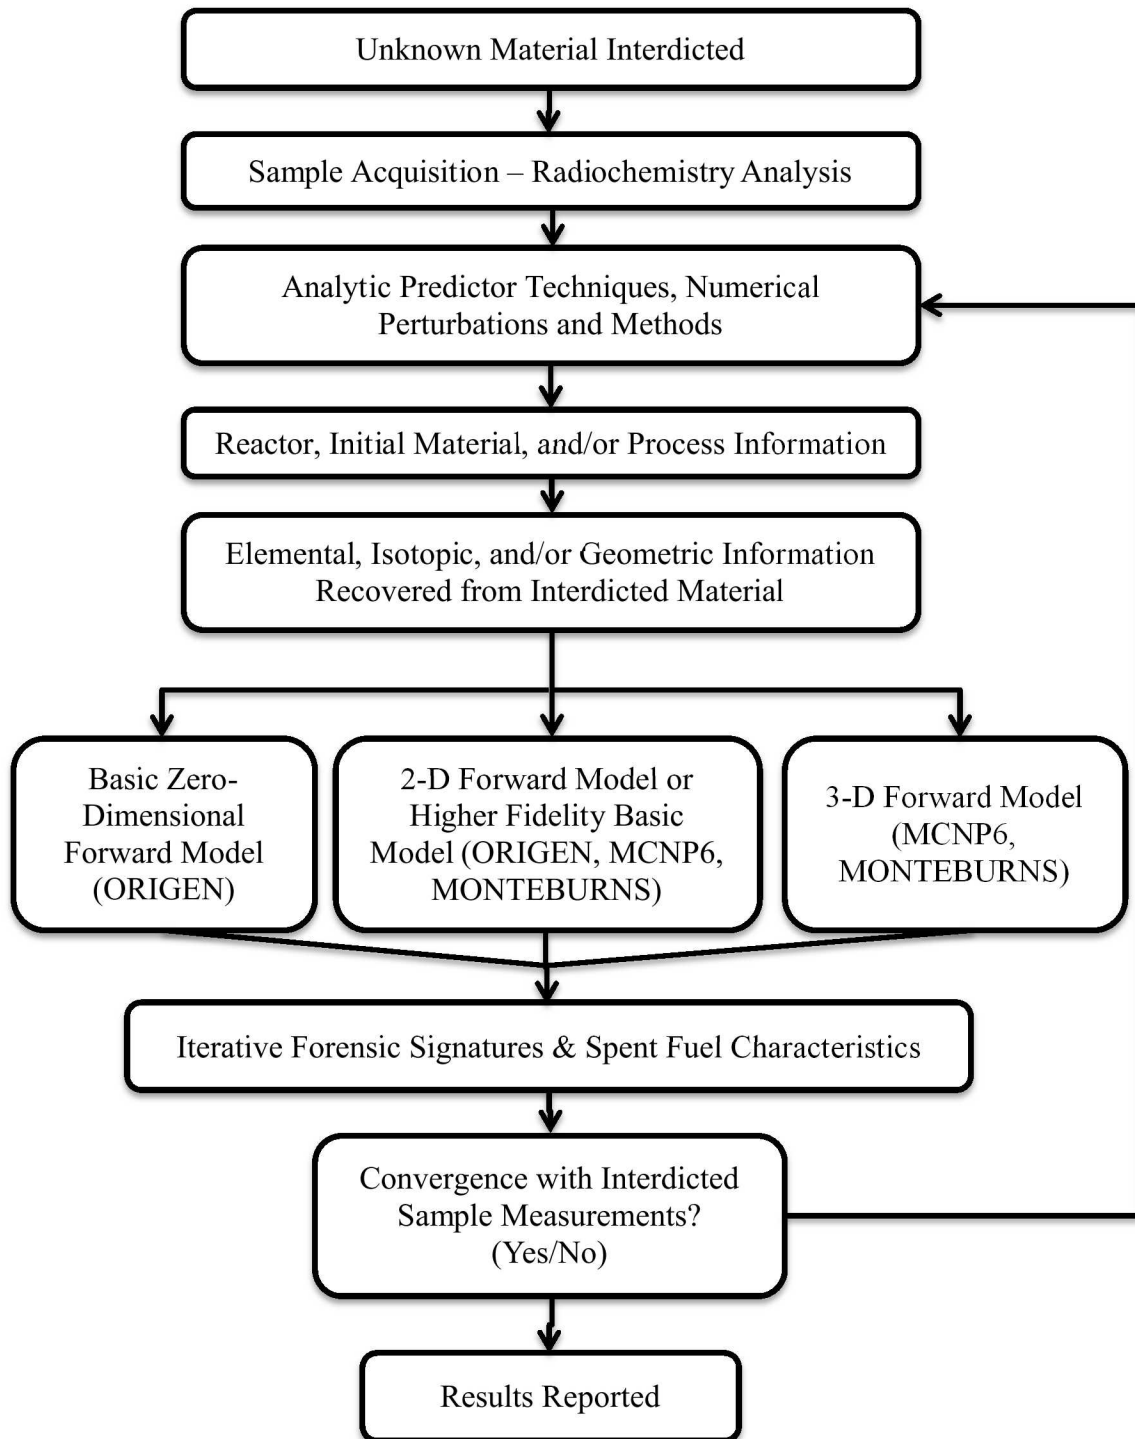 Unknown Material Interdicted
Sample Acquisition – Radiochemistry Analysis
Analytic Predictor Techniques, Numerical
Perturbations and Methods
Reactor, Initial Material, and/or Process Information
Elemental, Isotopic, and/or Geometric Information
Recovered from Interdicted Material
Basic Zero-
Dimensional
Forward Model
(ORIGEN)
2-D Forward Model or
Higher Fidelity Basic
Model (ORIGEN, MCNP6,
MONTEBURNS)
3-D Forward Model
(MCNP6,
MONTEBURNS)
Iterative Forensic Signatures & Spent Fuel Characteristics
Convergence with Interdicted
Sample Measurements?
(Yes/No)
Results Reported